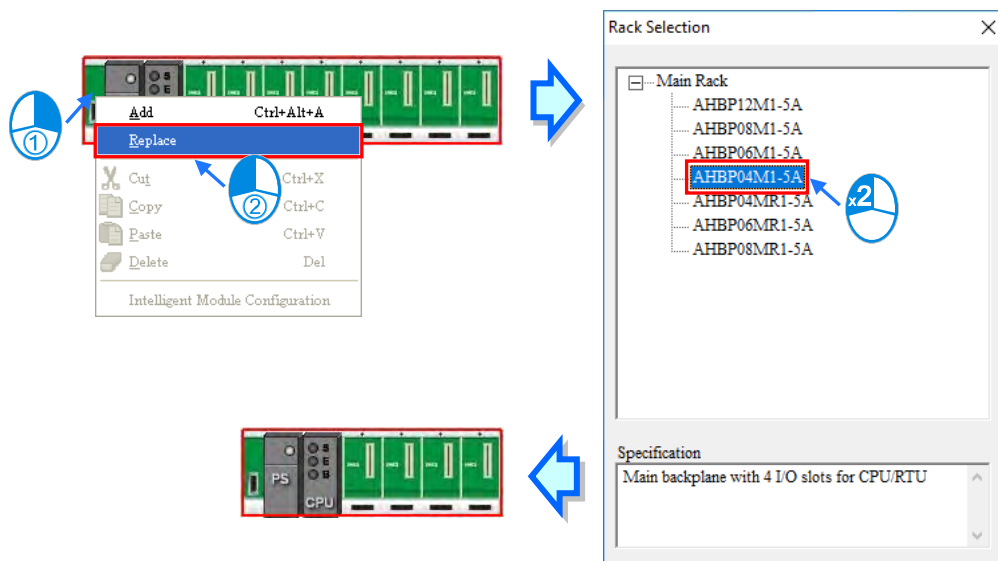 Rack Selection
Main Rack
AHBP12M1-5A
AHBP08M1-5A
AHBP06M1-5A
AHBP04M1-5A
AHBP04MR1-5A
AHBP06MR1-5A
AHBP08MR1-5A
Specification
Main backplane with 4 I/O slots for CPU/RTU
S
E
Add Ctrl+Alt+A
Replace
Cut Ctrl+X
Copy Ctrl+C
Paste Ctrl+V
Delete Del
Intelligent Module Configuration
1
2
x2
S
E
B
PS
CPU